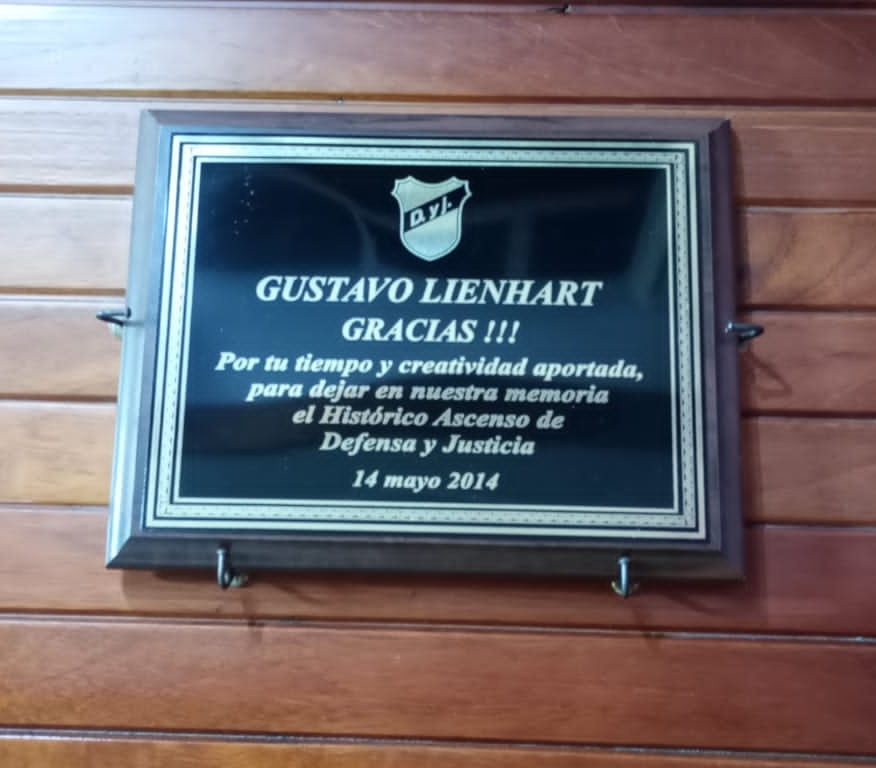 D. y J.
GUSTAVO LIENHART
GRACIAS !!!
Por tu tiempo y creatividad aportada,
para dejar en nuestra memoria
el Histórico Ascenso de
Defensa y Justicia
14 mayo 2014